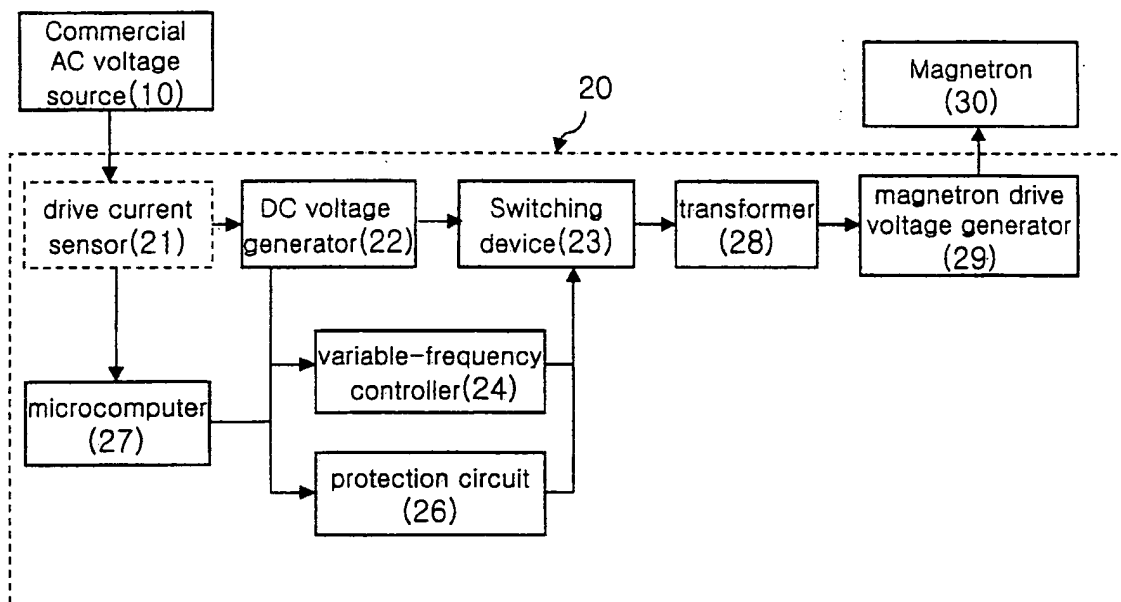 Commercial
AC voltage
source(10)
20
Magnetron
(30)
drive current
sensor(21)
DC voltage
generator(22)
Switching
device(23)
transformer
(28)
magnetron drive
voltage generator
(29)
variable-frequency
controller(24)
microcomputer
(27)
protection circuit
(26)